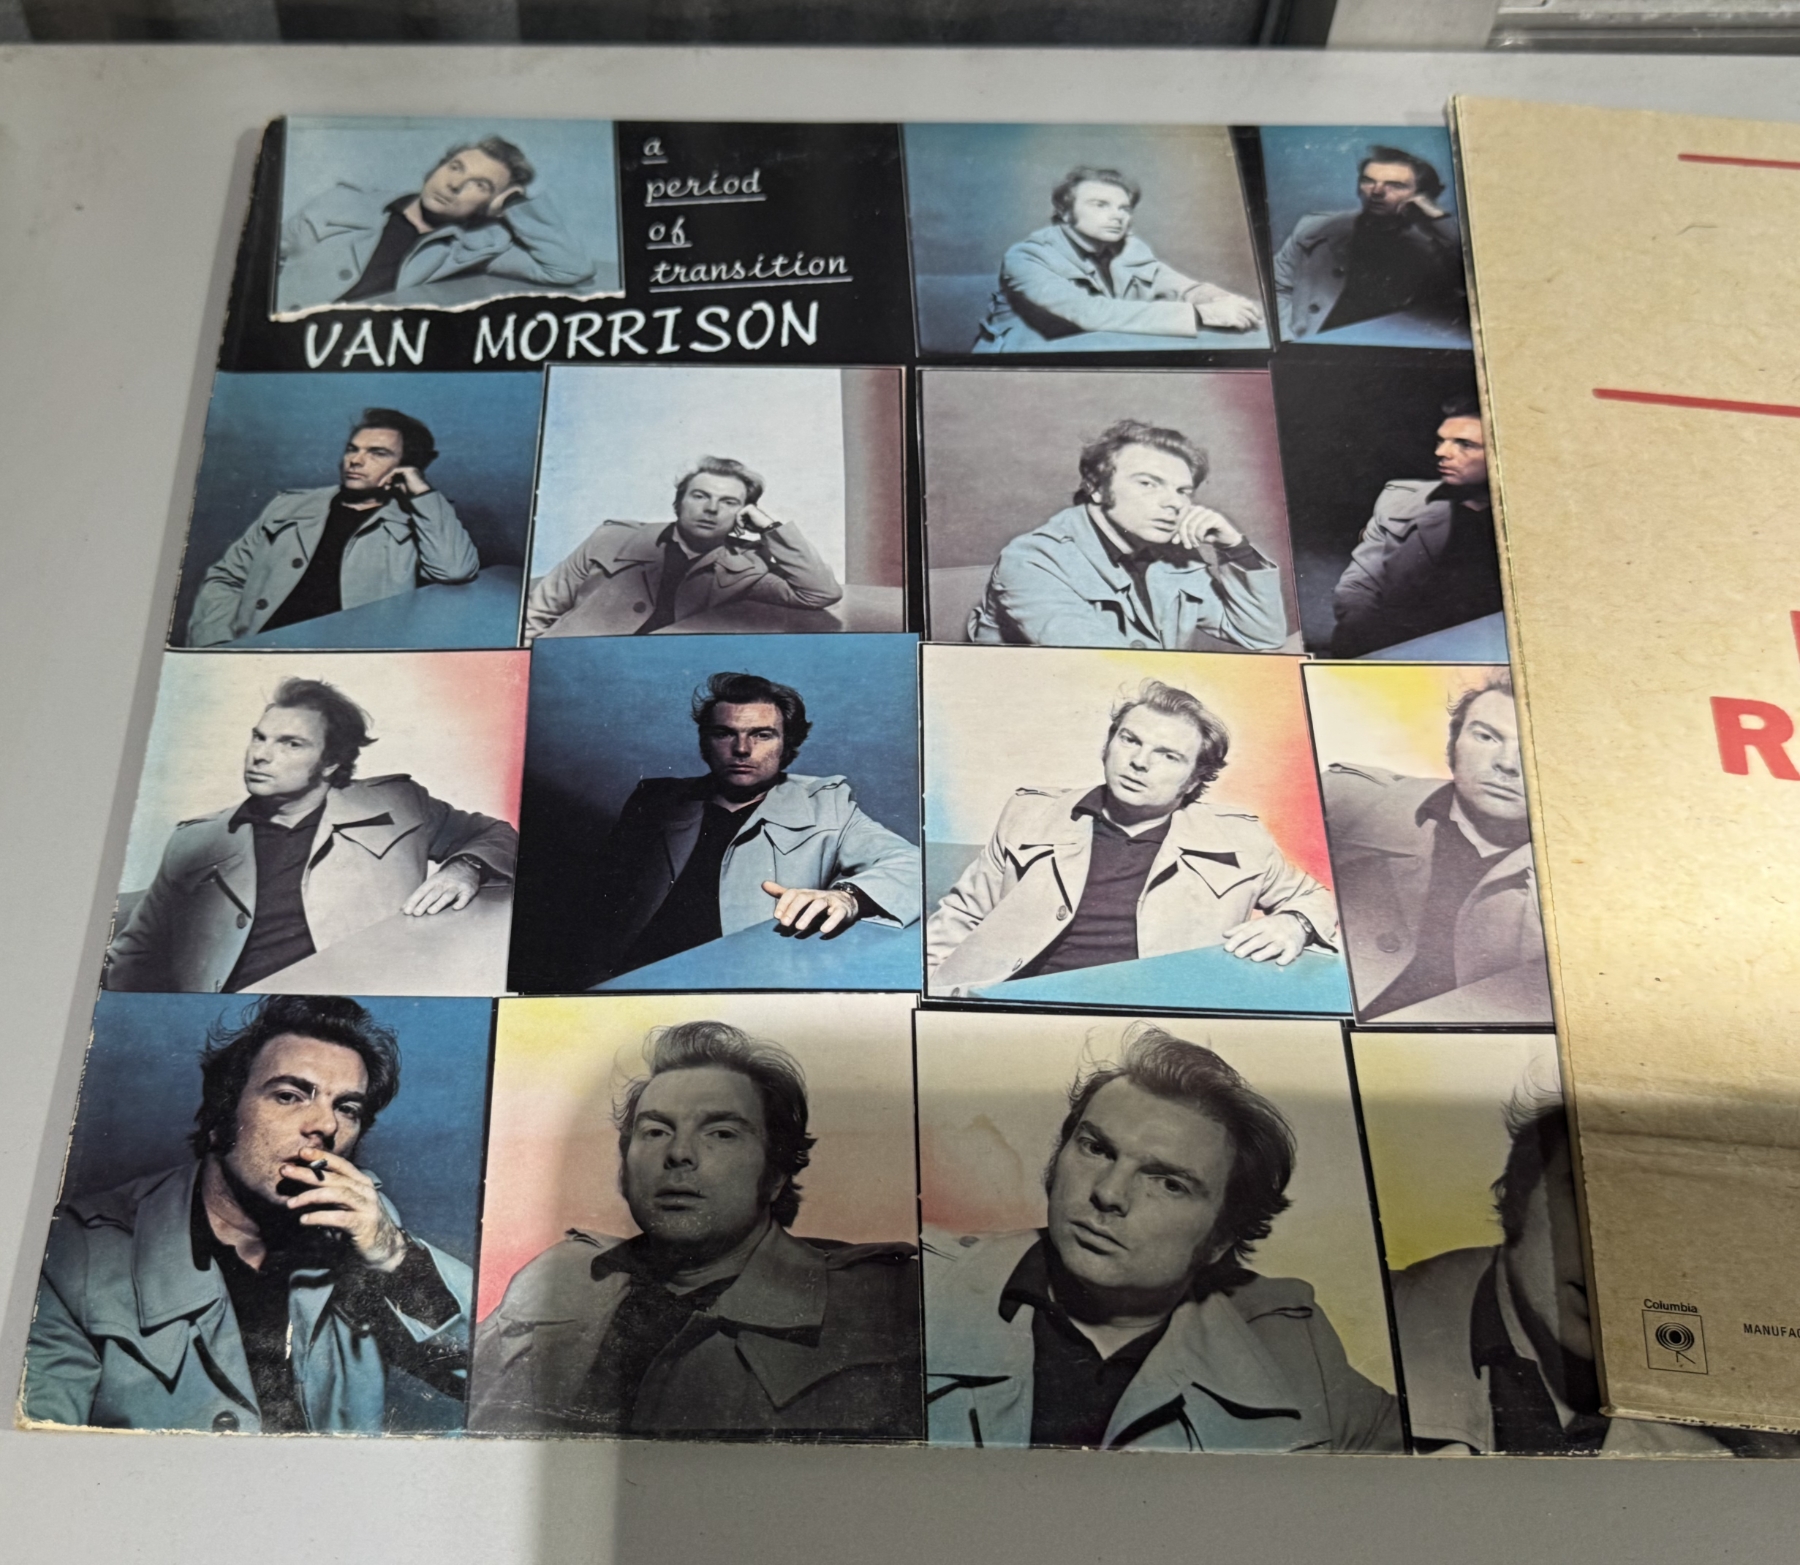 a
period
of
transition
VAN MORRISON
R
Columbia
MANUFAC